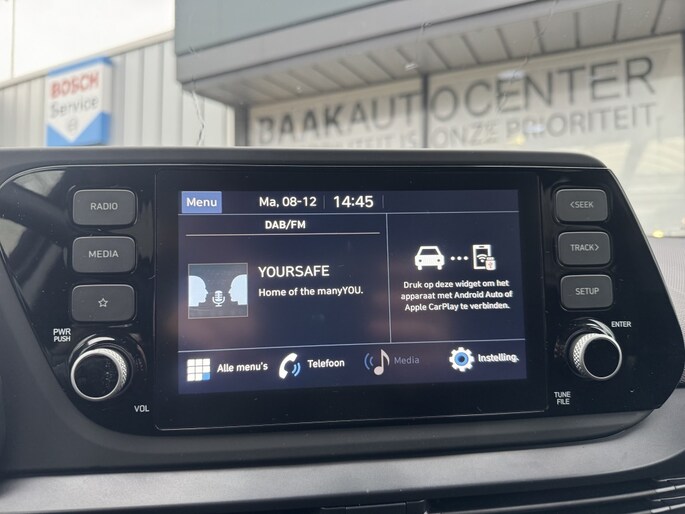 BOSCH
Service
BAAKAUTOCENTER
IS ONZE PRIORITEIT.
RADIO
MEDIA
PWR
PUSH
VOL
Menu
Ma, 08-12
14:45
DAB/FM
YOURSAFE
Home of the manyYOU.
Druk op deze widget om het
apparaat met Android Auto of
Apple CarPlay te verbinden.
Alle menu's
Telefoon
Media
Instelling.
<SEEK
TRACK>
SETUP
ENTER
TUNE
FILE